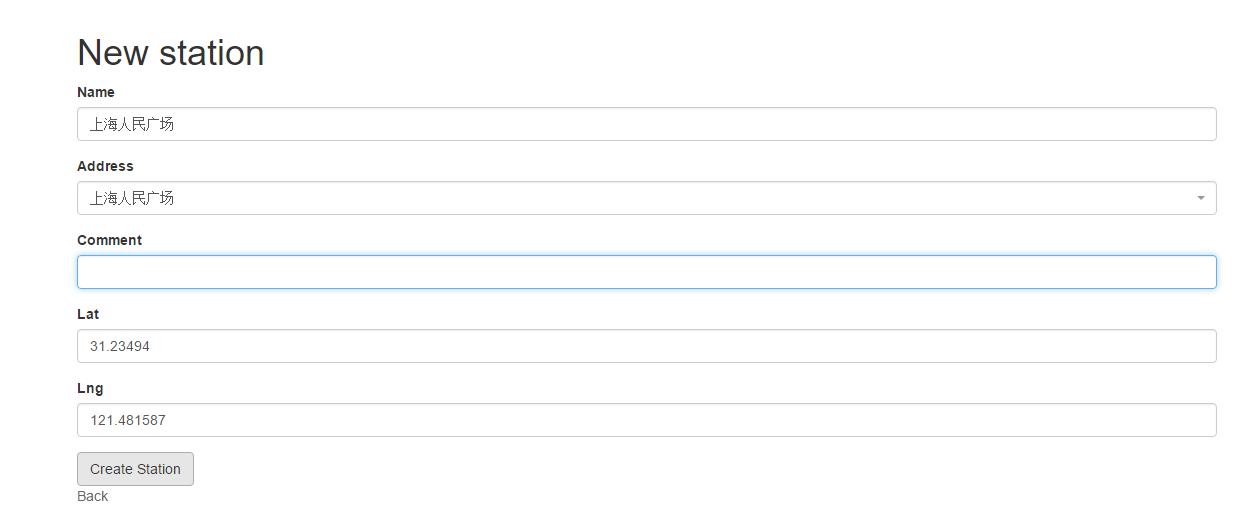 New station
Name
上海人民广场
Address
上海人民广场
Comment
Lat
31.23494
Lng
121.481587
Create Station
Back